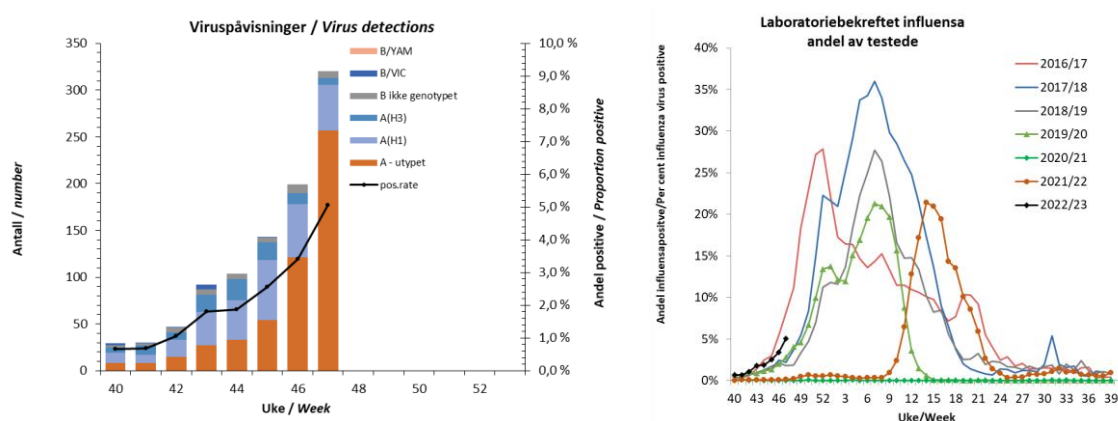 Viruspåvisninger / Virus detections
350
300
250
200
150
100
50
0
Antall / number
10,0 %
9,0 %
8,0 %
7,0 %
6,0 %
5,0 %
4,0 %
3,0 %
2,0 %
1,0 %
0,0 %
Andel positive / Proportion positive
B/YAM
B/VIC
B ikke genotypet
A(H3)
A(H1)
A - utypet
pos.rate
40 42 44 46 48 50 52
Uke / Week
Laboratoriebekreftet influensa
andel av testede
40%
35%
30%
25%
20%
15%
10%
5%
0%
Andel influensapositve/Per cent influenza virus positive
2016/17
2017/18
2018/19
2019/20
2020/21
2021/22
2022/23
40 43 46 49 52 3 6 9 12 15 18 21 24 27 30 33 36 39
Uke/Week